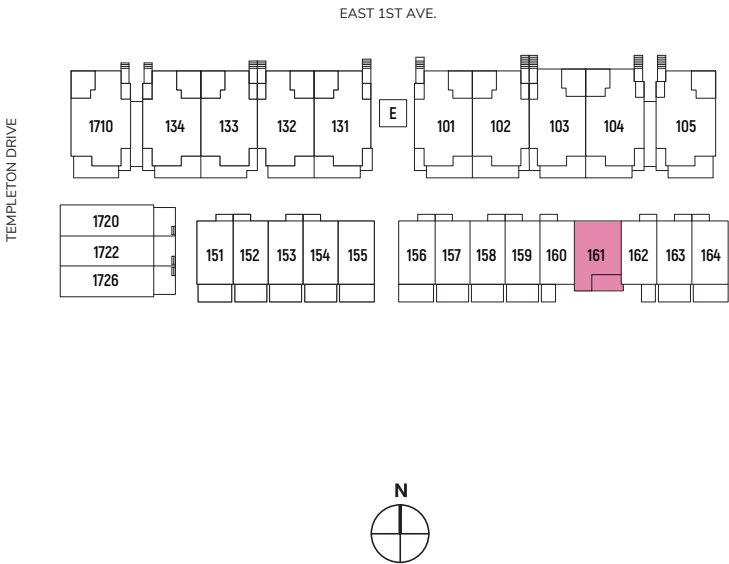 EAST 1ST AVE.
TEMPLETON DRIVE
1710 134 133 132 131 E 101 102 103 104 105
1720
1722
1726
151 152 153 154 155 156 157 158 159 160 161 162 163 164
N